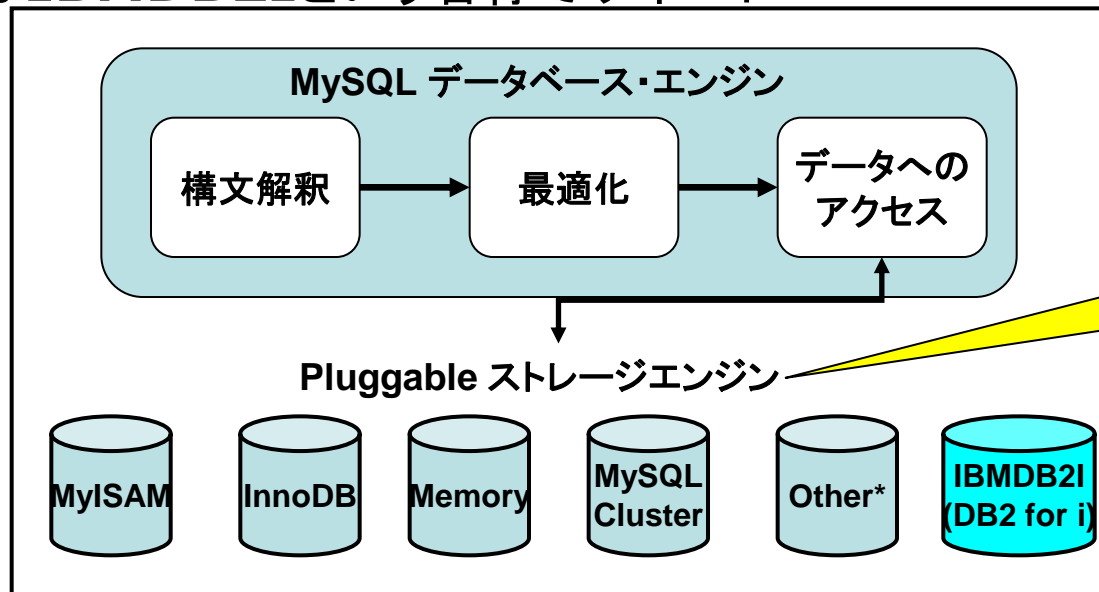 MySQL データベース・エンジン
構文解釈
最適化
データへの
アクセス
Pluggable ストレージエンジン
MyISAM
InnoDB
Memory
MySQL
Cluster
Other*
IBMDB2I
(DB2 for i)